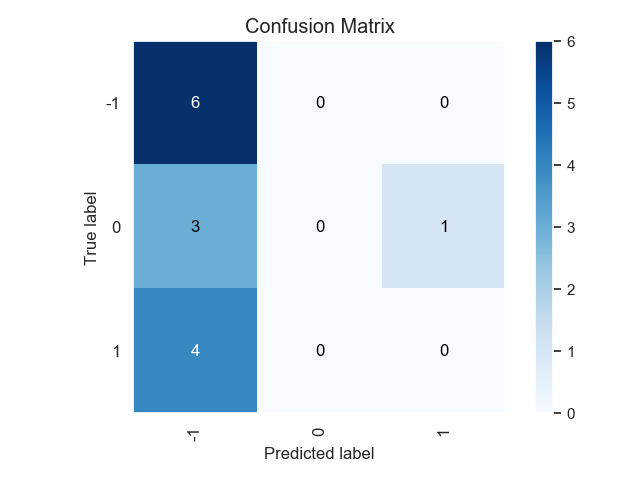 Confusion Matrix
-1 6 0 0
0 3 0 1
1 4 0 0
-1 0 1
Predicted label
True label
6
5
4
3
2
1
0